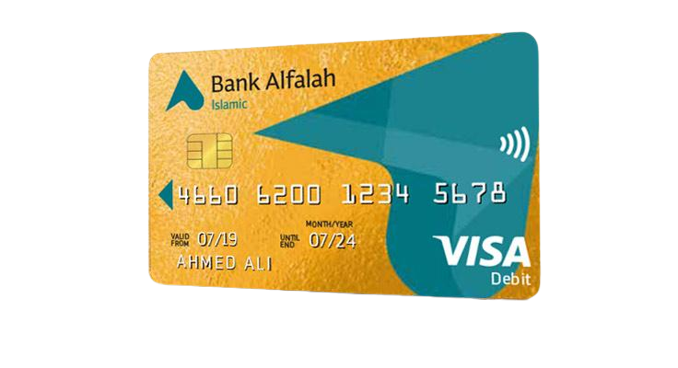 Bank Alfalah
Islamic
4660 6200 1234 5678
MONTH/YEAR
VALID FROM 07/19 UNTIL END 07/24
AHMED ALI
VISA
Debit